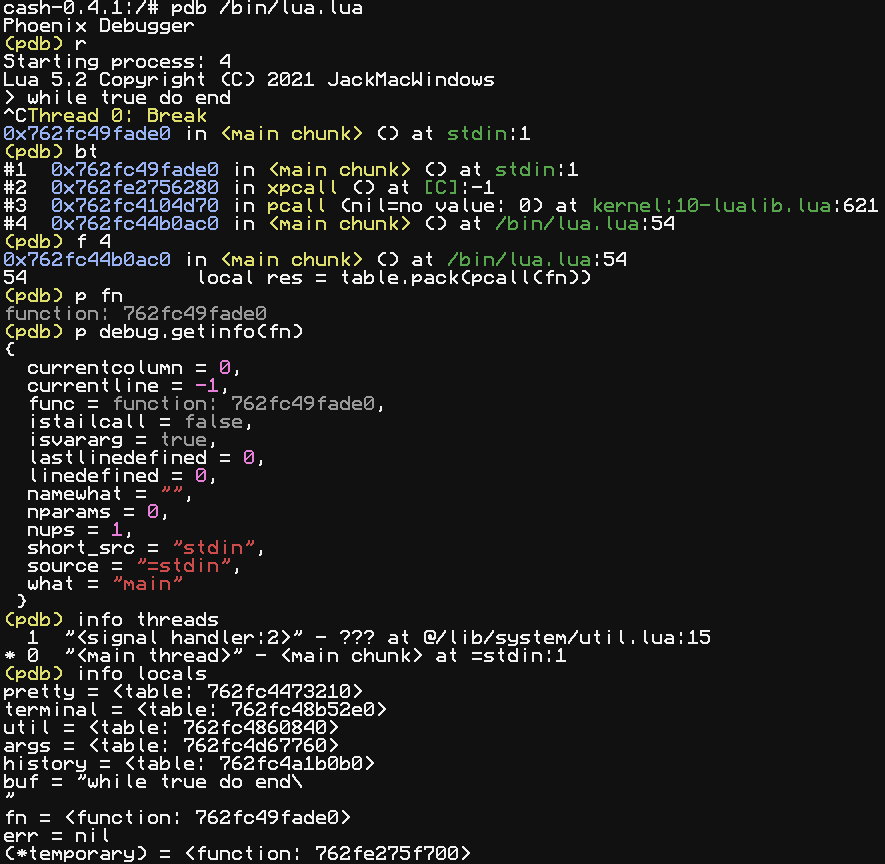 cash-0.4.1:/# pdb /bin/lua.lua
Phoenix Debugger
(pdb) r
Starting process: 4
Lua 5.2 Copyright (C) 2021 JackMacWindows
> while true do end
^CThread 0: Break
0x762fc49fade0 in <main chunk> () at stdin:1
(pdb) bt
#1  0x762fc49fade0 in <main chunk> () at stdin:1
#2  0x762fe2756280 in xpcall () at [C]:-1
#3  0x762fc4104d70 in pcall (nil=no value: 0) at kernel:10-lualib.lua:621
#4  0x762fc44b0ac0 in <main chunk> () at /bin/lua.lua:54
(pdb) f 4
0x762fc44b0ac0 in <main chunk> () at /bin/lua.lua:54
54                 local res = table.pack(pcall(fn))
(pdb) p fn
function: 762fc49fade0
(pdb) p debug.getinfo(fn)
{
  currentcolumn = 0,
  currentline = -1,
  func = function: 762fc49fade0,
  istailcall = false,
  isvararg = true,
  lastlinedefined = 0,
  linedefined = 0,
  namewhat = "",
  nparams = 0,
  nups = 1,
  short_src = "stdin",
  source = "=stdin",
  what = "main"
 }
(pdb) info threads
  1  "<signal handler:2>" - ??? at @/lib/system/util.lua:15
* 0  "<main thread>" - <main chunk> at =stdin:1
(pdb) info locals
pretty = <table: 762fc4473210>
terminal = <table: 762fc48b52e0>
util = <table: 762fc4860840>
args = <table: 762fc4d67760>
history = <table: 762fc4a1b0b0>
buf = "while true do end\
"
fn = <function: 762fc49fade0>
err = nil
(*temporary) = <function: 762fe275f700>